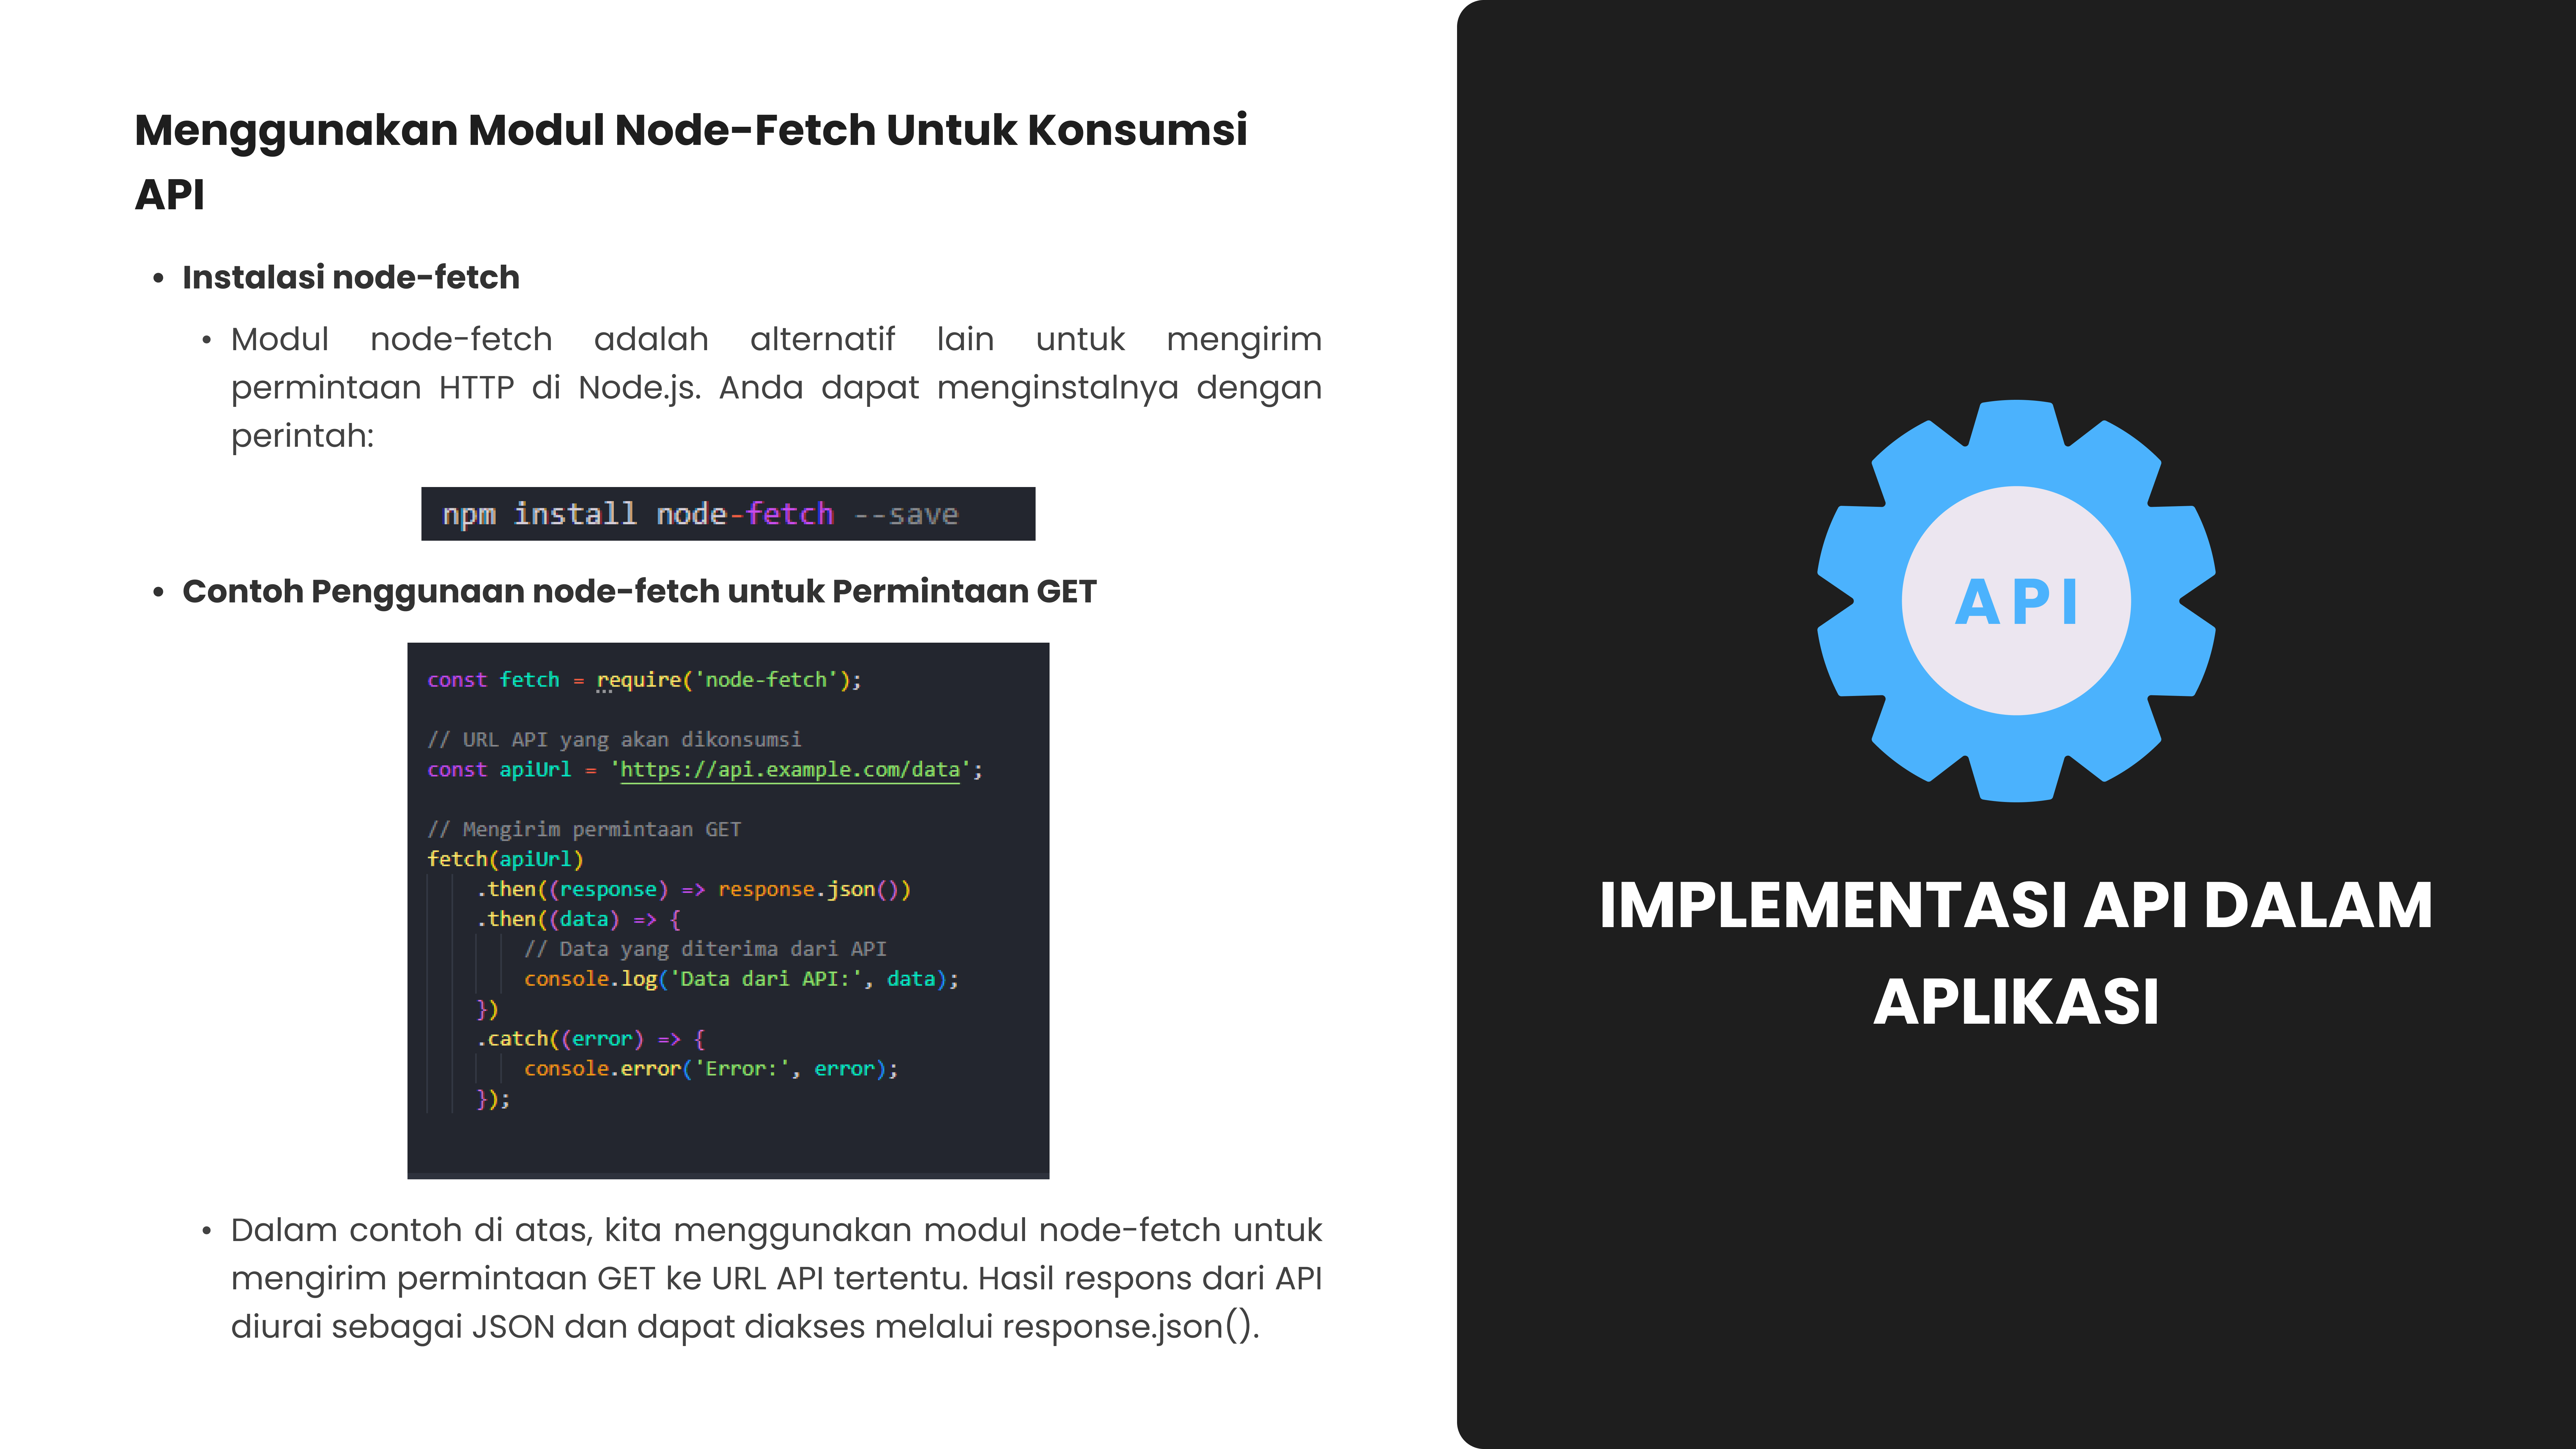 Menggunakan Modul Node-Fetch Untuk Konsumsi
API
• Instalasi node-fetch
• Modul node-fetch adalah alternatif lain untuk mengirim
permintaan HTTP di Node.js. Anda dapat menginstalnya dengan
perintah:
npm install node-fetch --save
• Contoh Penggunaan node-fetch untuk Permintaan GET
const fetch = require('node-fetch');
// URL API yang akan dikonsumsi
const apiUrl = 'https://api.example.com/data';
// Mengirim permintaan GET
fetch(apiUrl)
.then((response) => response.json())
.then((data) => {
// Data yang diterima dari API
console.log('Data dari API:', data);
})
.catch((error) => {
console.error('Error:', error);
});
• Dalam contoh di atas, kita menggunakan modul node-fetch untuk
mengirim permintaan GET ke URL API tertentu. Hasil respons dari API
diurai sebagai JSON dan dapat diakses melalui response.json().
API
IMPLEMENTASI API DALAM
APLIKASI